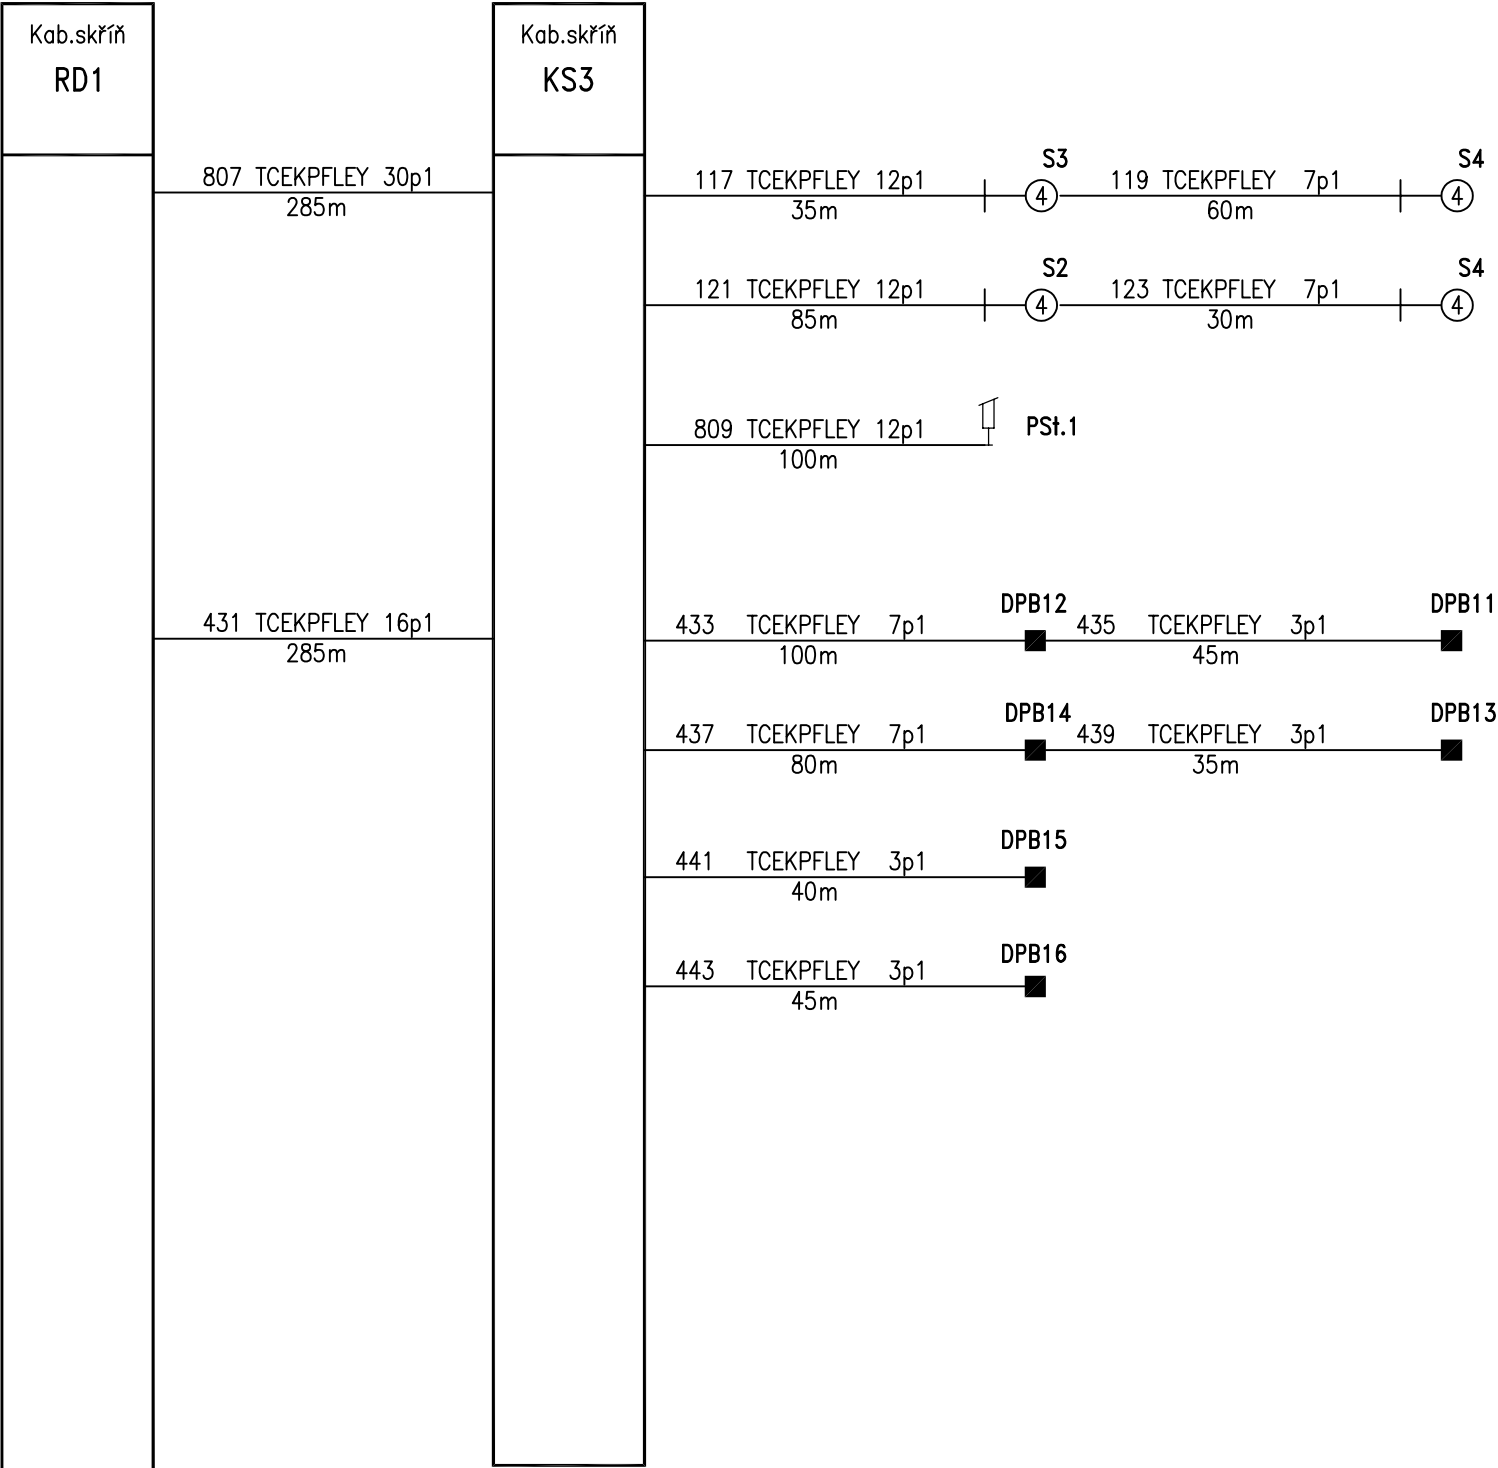 Kab.skříň
RD1
Kab.skříň
KS3
807 TCEKPFLEY 30p1
285m
S3
S4
117 TCEKPFLEY 12p1
35m
4
119 TCEKPFLEY 7p1
60m
4
S2
S4
121 TCEKPFLEY 12p1
85m
4
123 TCEKPFLEY 7p1
30m
4
809 TCEKPFLEY 12p1
100m
PSt.1
431 TCEKPFLEY 16p1
285m
DPB12
DPB11
433 TCEKPFLEY 7p1
100m
435 TCEKPFLEY 3p1
45m
DPB14
DPB13
437 TCEKPFLEY 7p1
80m
439 TCEKPFLEY 3p1
35m
DPB15
441 TCEKPFLEY 3p1
40m
DPB16
443 TCEKPFLEY 3p1
45m